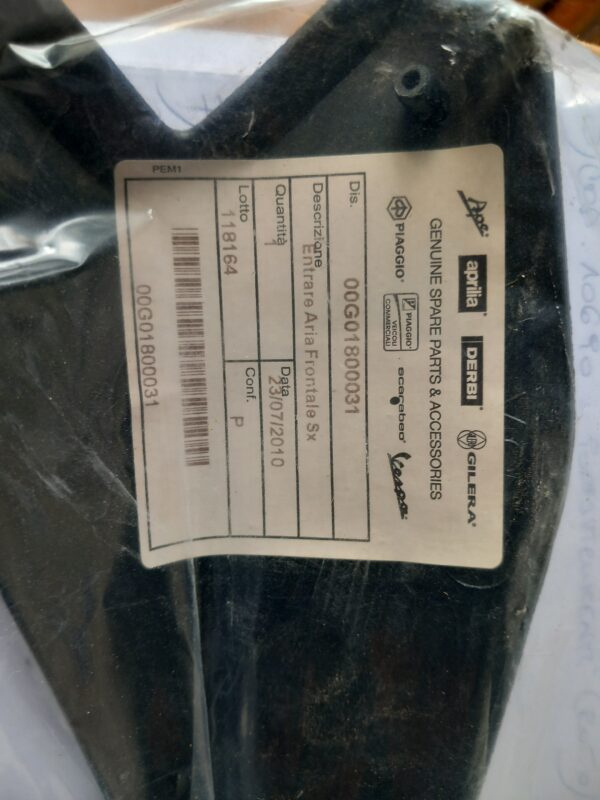 Ape
aprilia
DERBI
GILERA
GENUINE SPARE PARTS & ACCESSORIES
PIAGGIO
PIAGGIO
VEICOLI
COMMERCIALI
scarabeo
Vespa
Dis.
00G01800031
Descrizione
Entrare Aria Frontale Sx
Quantità
1
Data
23/07/2010
Lotto
118164
Conf.
P
00G01800031
PEM1